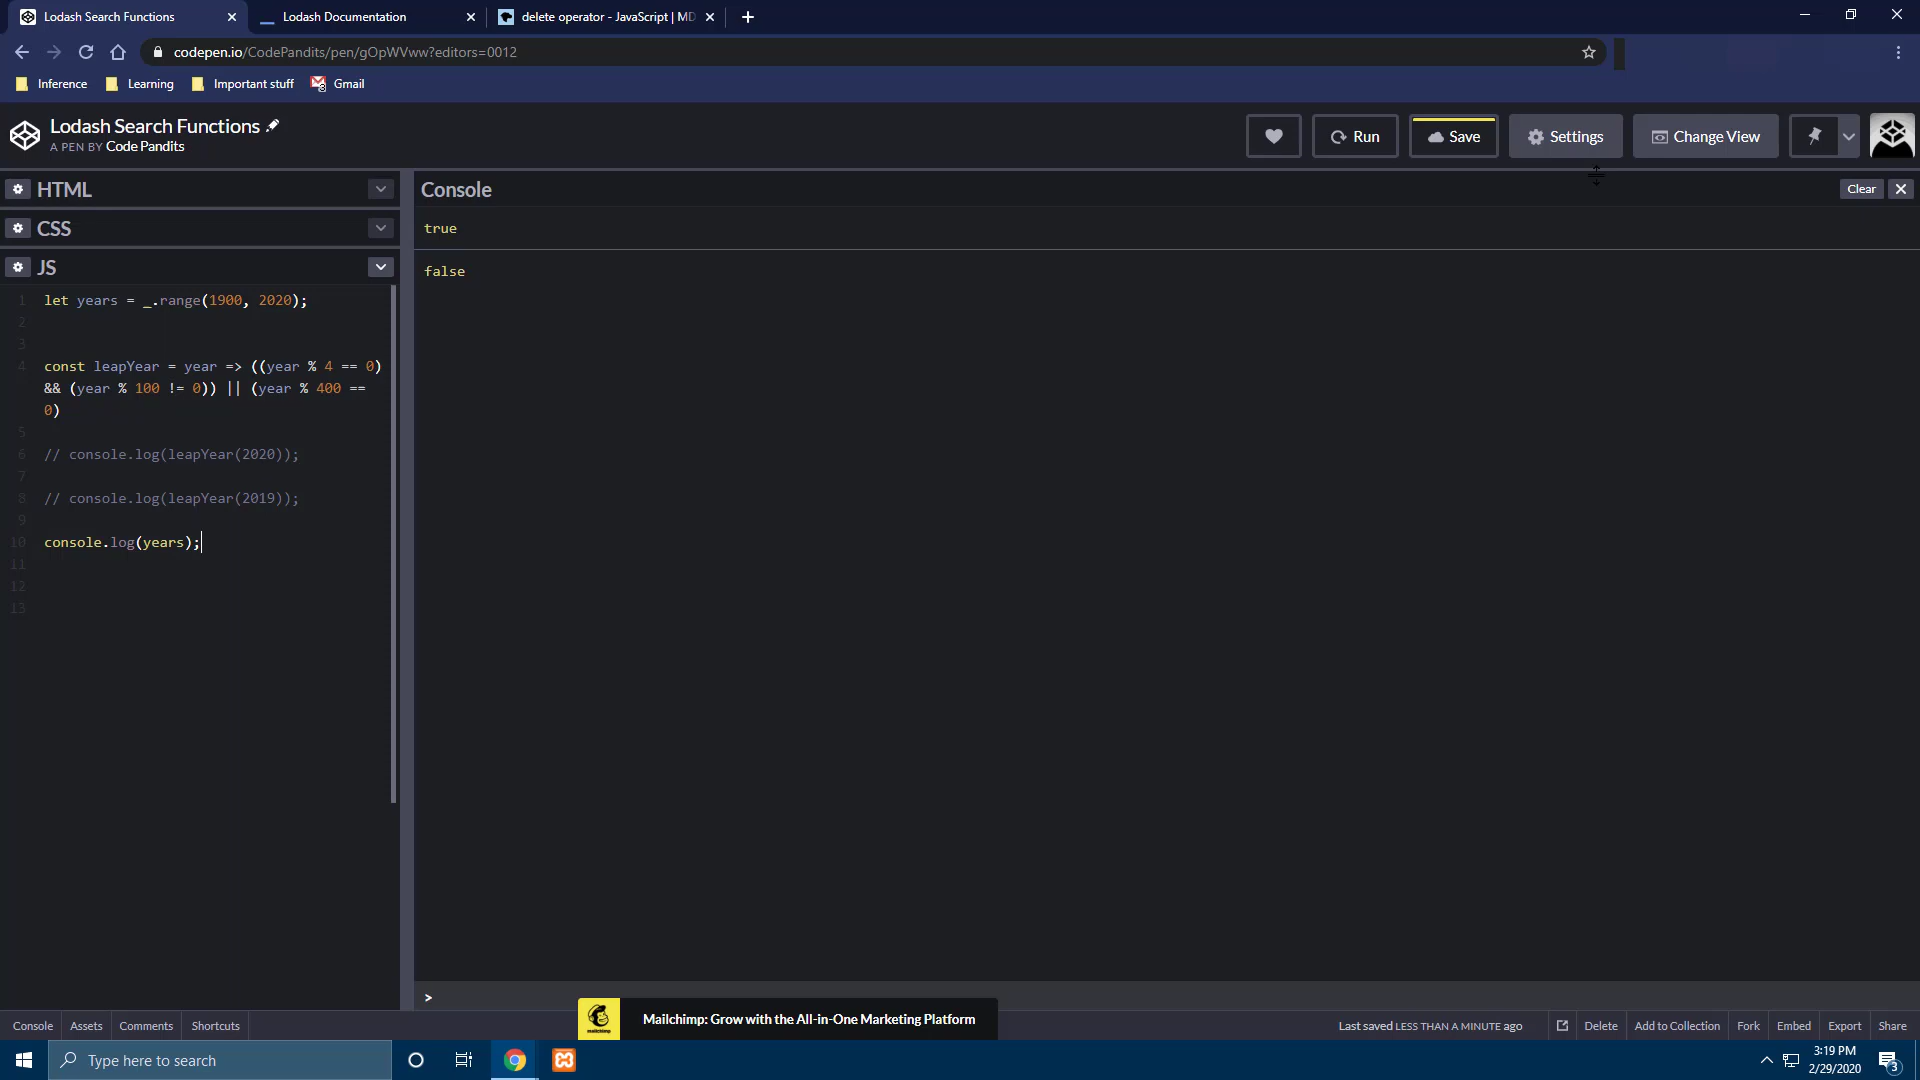 Lodash Search Functions
Lodash Documentation
delete operator - JavaScript | MD
codepen.io/CodePandits/pen/gOpWVww?editors=0012
Inference
Learning
Important stuff
Gmail
Lodash Search Functions
A PEN BY Code Pandits
Run
Save
Settings
Change View
HTML
CSS
JS
1 let years = _.range(1900, 2020);
2
3
4 const leapYear = year => ((year % 4 == 0)
&& (year % 100 != 0)) || (year % 400 ==
0)
5
6 // console.log(leapYear(2020));
7
8 // console.log(leapYear(2019));
9
10 console.log(years);
11
12
13
Console
Clear
true
false
>
mailchimp
Mailchimp: Grow with the All-in-One Marketing Platform
Console
Assets
Comments
Shortcuts
Last saved LESS THAN A MINUTE ago
Delete
Add to Collection
Fork
Embed
Export
Share
Type here to search
3:19 PM
2/29/2020
3